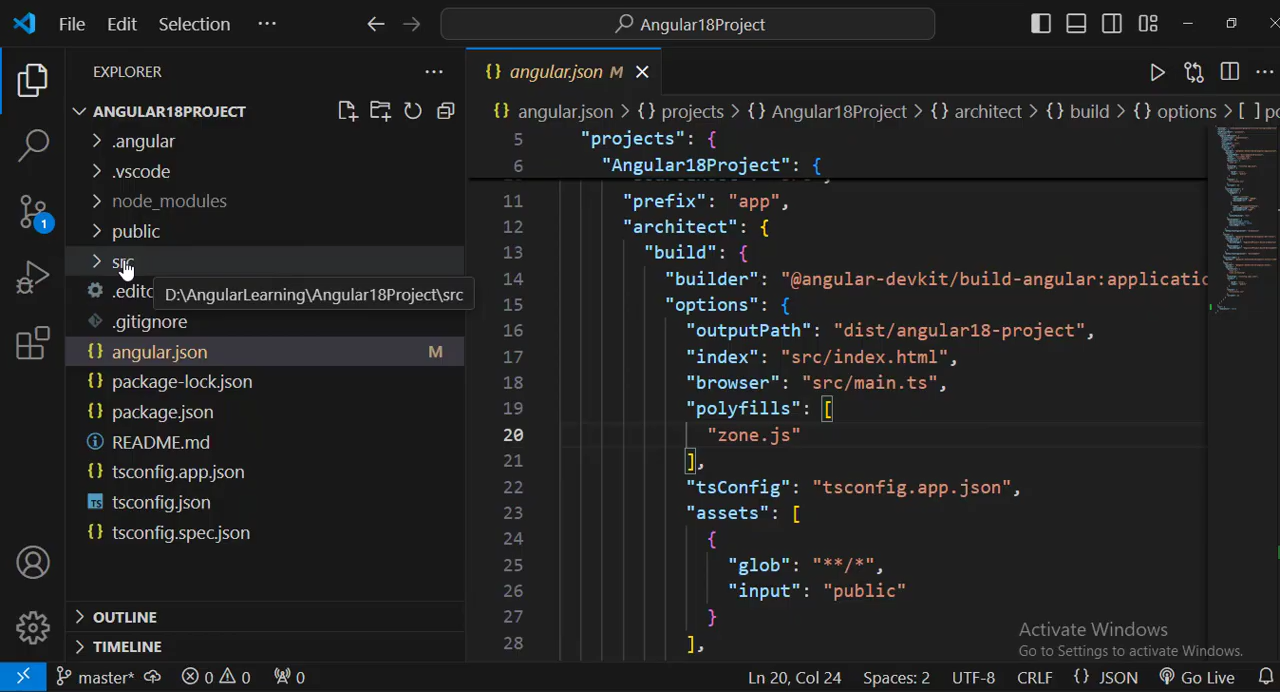 File Edit Selection ··· Angular18Project
EXPLORER ···
ANGULAR18PROJECT
.angular
.vscode
node_modules
public
src
D:\AngularLearning\Angular18Project\src
.gitignore
angular.json M
package-lock.json
package.json
README.md
tsconfig.app.json
TS tsconfig.json
tsconfig.spec.json
OUTLINE
TIMELINE
1
{} angular.json M
{} angular.json > {} projects > {} Angular18Project > {} architect > {} build > {} options > [ ]
5 "projects": {
6 "Angular18Project": {
11 "prefix": "app",
12 "architect": {
13 "build": {
14 "builder": "@angular-devkit/build-angular:applicatio
15 "options": {
16 "outputPath": "dist/angular18-project",
17 "index": "src/index.html",
18 "browser": "src/main.ts",
19 "polyfills": [
20 "zone.js"
21 ],
22 "tsConfig": "tsconfig.app.json",
23 "assets": [
24 {
25 "glob": "**/*",
26 "input": "public"
27 }
28 ],
Activate Windows
Go to Settings to activate Windows.
master* 0 0 0 Ln 20, Col 24 Spaces: 2 UTF-8 CRLF {} JSON Go Live